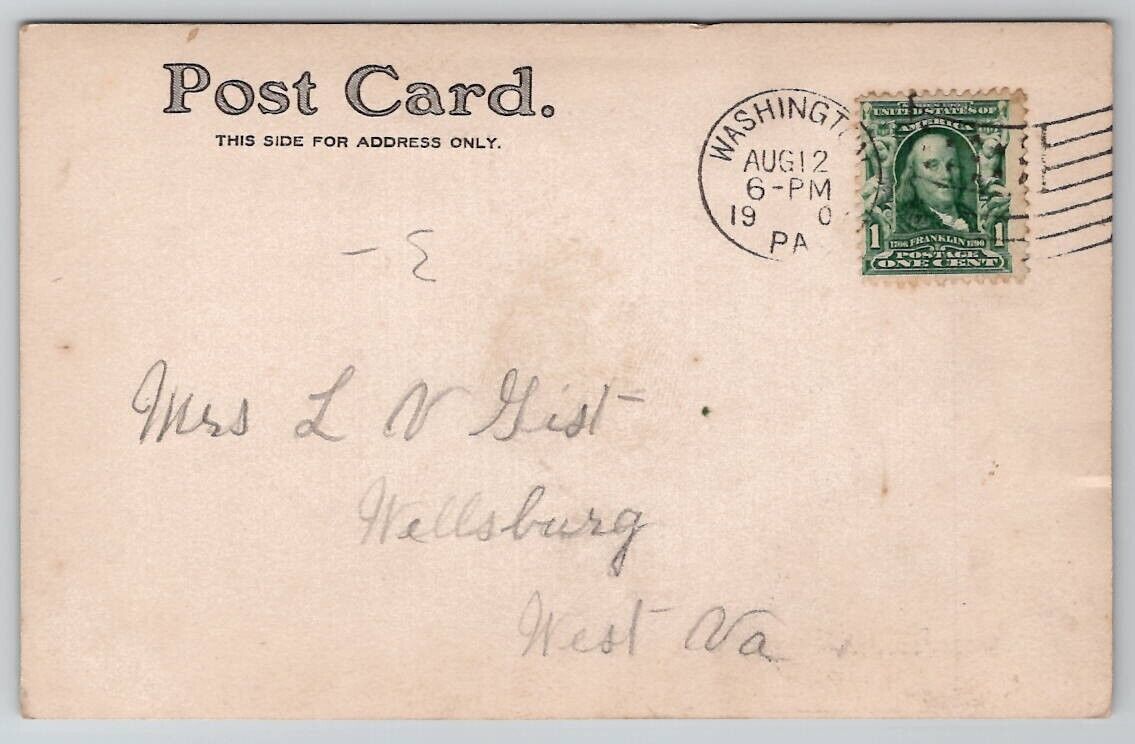 Post Card.
THIS SIDE FOR ADDRESS ONLY.
WASHINGTON
AUG 12
6-PM
19 0
PA
UNITED STATES OF
AMERICA
1 1706 FRANKLIN 1790 1
POSTAGE
ONE CENT
- E
Mrs L V Gist
Wellsburg
West Va